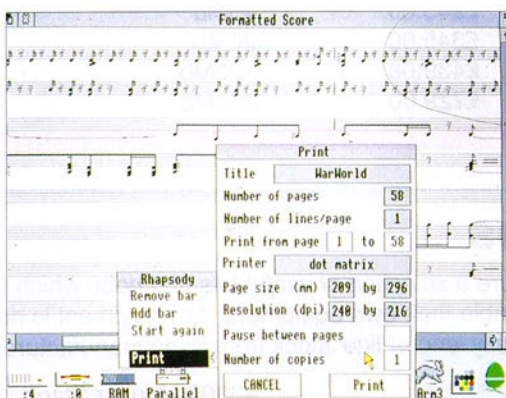 Formatted Score
Print
Title WarWorld
Number of pages 58
Number of lines/page 1
Print from page 1 to 58
Printer dot matrix
Page size (mm) 209 by 296
Resolution (dpi) 240 by 216
Pause between pages
Number of copies 1
CANCEL Print
Rhapsody
Remove bar
Add bar
Start again
Print
:4 :0 RAM Parallel Arm3